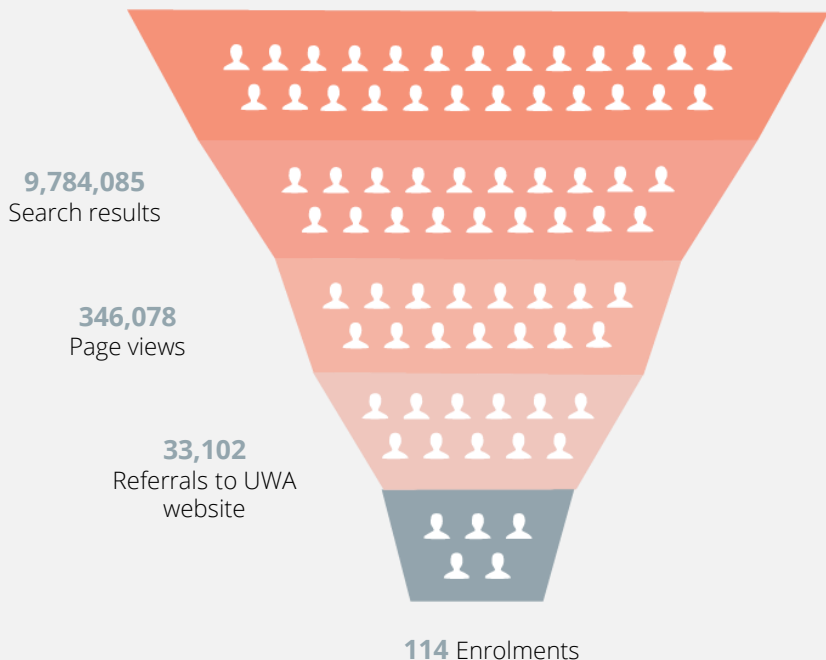 9,784,085
Search results
346,078
Page views
33,102
Referrals to UWA
website
114 Enrolments